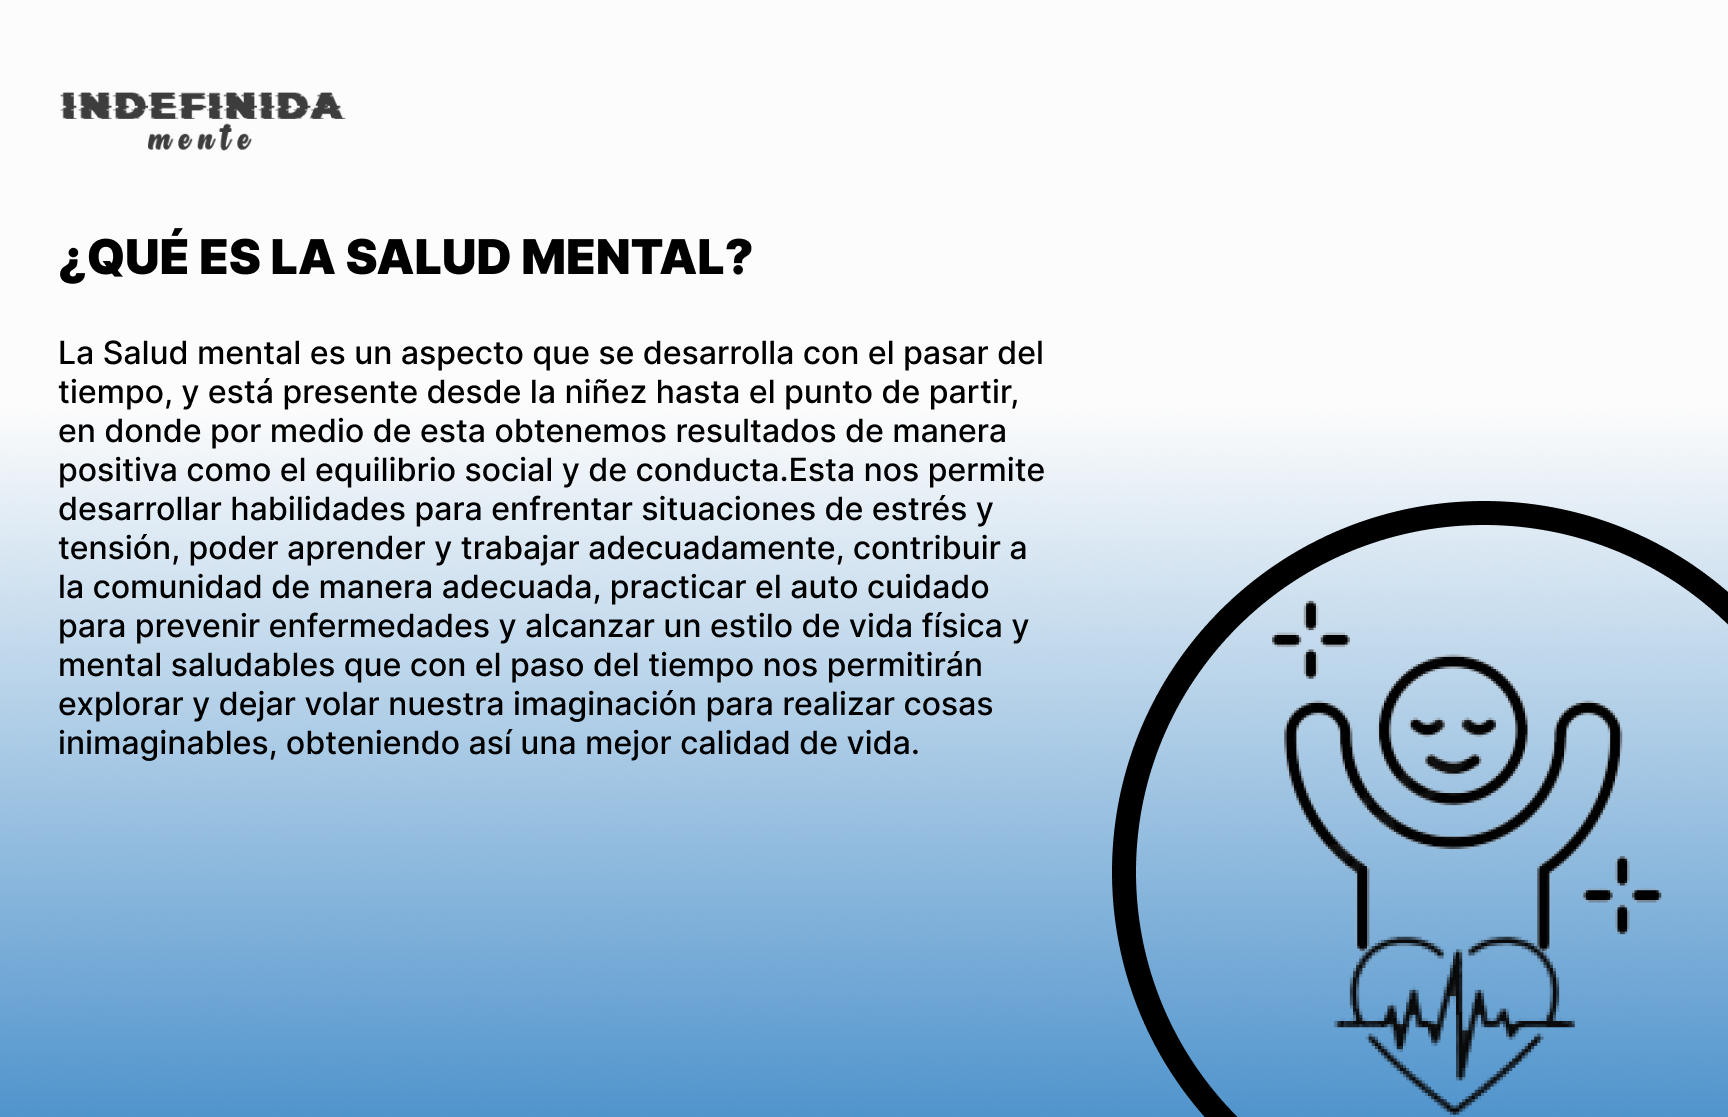 INDEFINIDA
mente
¿QUÉ ES LA SALUD MENTAL?
La Salud mental es un aspecto que se desarrolla con el pasar del
tiempo, y está presente desde la niñez hasta el punto de partir,
en donde por medio de esta obtenemos resultados de manera
positiva como el equilibrio social y de conducta.Esta nos permite
desarrollar habilidades para enfrentar situaciones de estrés y
tensión, poder aprender y trabajar adecuadamente, contribuir a
la comunidad de manera adecuada, practicar el auto cuidado
para prevenir enfermedades y alcanzar un estilo de vida física y
mental saludables que con el paso del tiempo nos permitirán
explorar y dejar volar nuestra imaginación para realizar cosas
inimaginables, obteniendo así una mejor calidad de vida.